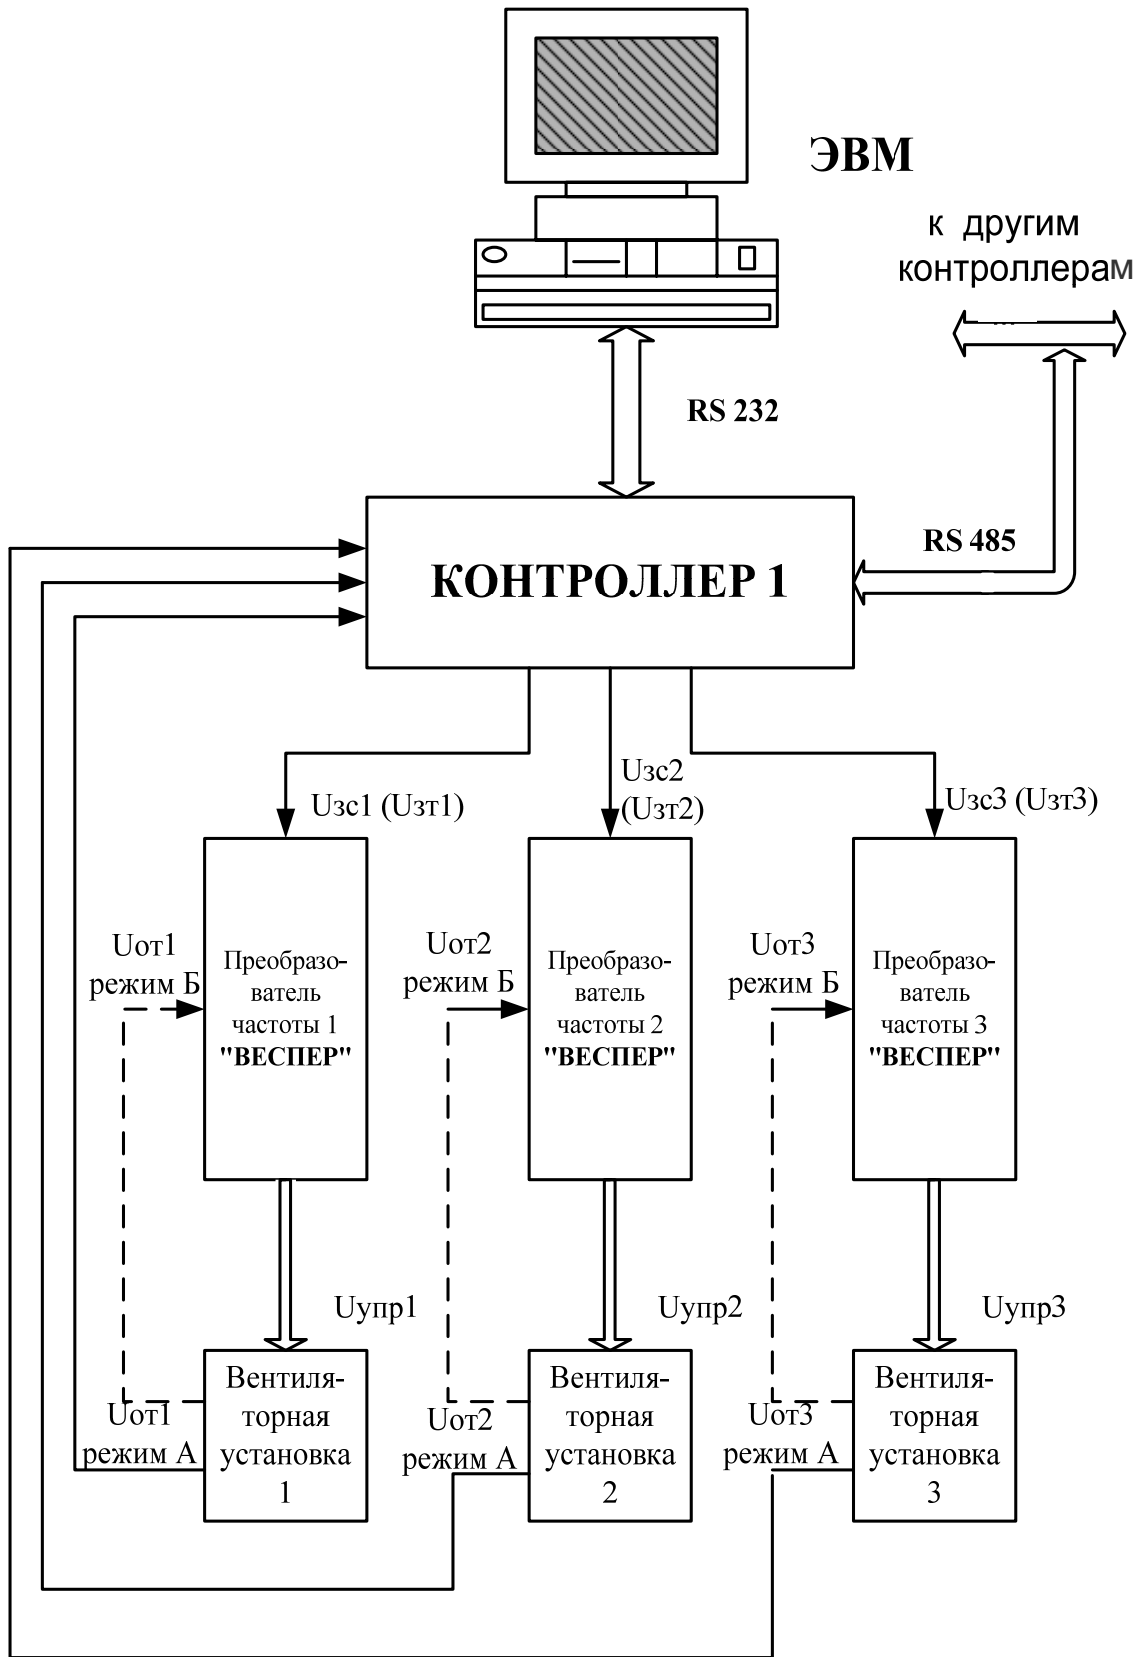 ЭВМ
к другим
контроллерам
RS 232
RS 485
КОНТРОЛЛЕР 1
Uзс1 (Uзт1)
Uзс2
(Uзт2)
Uзс3 (Uзт3)
Uот1
режим Б
Преобразо-
ватель
частоты 1
"ВЕСПЕР"
Uот2
режим Б
Преобразо-
ватель
частоты 2
"ВЕСПЕР"
Uот3
режим Б
Преобразо-
ватель
частоты 3
"ВЕСПЕР"
Uупр1
Uупр2
Uупр3
Uот1
режим А
Вентиля-
торная
установка
1
Uот2
режим А
Вентиля-
торная
установка
2
Uот3
режим А
Вентиля-
торная
установка
3